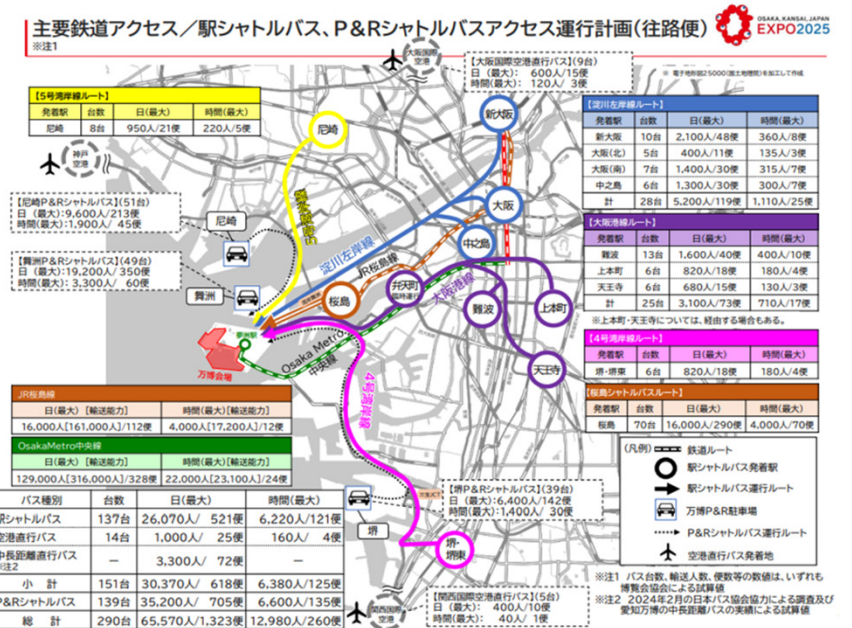 主要鉄道アクセス／駅シャトルバス、P&Rシャトルバスアクセス運行計画（往路便）
※注1
OSAKA, KANSAI, JAPAN
EXPO2025
※ 電子地形図25000（国土地理院）を加工して作成
大阪国際
空港
【大阪国際空港直行バス】(9台)
日 (最大): 600人/15便
時間(最大): 120人/ 3便
【5号湾岸線ルート】
発着駅 台数 日(最大) 時間(最大)
尼崎 8台 950人/21便 220人/5便
神戸
空港
【尼崎P&Rシャトルバス】(51台)
日 (最大):9,600人/213便
時間(最大):1,900人/ 45便
【舞洲P&Rシャトルバス】(49台)
日 (最大):19,200人/ 350便
時間(最大): 3,300人/ 60便
尼崎
新大阪
大阪
中之島
尼崎
舞洲
5号湾岸線
淀川左岸線
JR桜島線
桜島
弁天町
臨時運行
大阪港線
難波
上本町
天王寺
夢洲駅
万博会場
Osaka Metro
中央線
4号湾岸線
【淀川左岸線ルート】
発着駅 台数 日(最大) 時間(最大)
新大阪 10台 2,100人/48便 360人/8便
大阪(北) 5台 400人/11便 135人/3便
大阪(南) 7台 1,400人/30便 315人/7便
中之島 6台 1,300人/30便 300人/7便
計 28台 5,200人/119便 1,110人/25便
【大阪港線ルート】
発着駅 台数 日(最大) 時間(最大)
難波 13台 1,600人/40便 400人/10便
上本町 6台 820人/18便 180人/4便
天王寺 6台 680人/15便 130人/3便
計 25台 3,100人/73便 710人/17便
※上本町・天王寺については、経由する場合もある。
【4号湾岸線ルート】
発着駅 台数 日(最大) 時間(最大)
堺・堺東 6台 820人/18便 180人/4便
【桜島シャトルバスルート】
発着駅 台数 日(最大) 時間(最大)
桜島 70台 16,000人/290便 4,000人/70便
JR桜島線
日(最大) [輸送能力] 時間(最大)[輸送能力]
16,000人[161,000人]/112便 4,000人[17,200人]/12便
OsakaMetro中央線
日(最大) [輸送能力] 時間(最大)[輸送能力]
129,000人[316,000人]/328便 22,000人[23,100人]/24便
バス種別 台数 日(最大) 時間(最大)
駅シャトルバス 137台 26,070人/ 521便 6,220人/121便
空港直行バス 14台 1,000人/ 25便 160人/ 4便
中長距離直行バス
※注2 － 3,300人/ 72便 －
小 計 151台 30,370人/ 618便 6,380人/125便
P&Rシャトルバス 139台 35,200人/ 705便 6,600人/135便
総 計 290台 65,570人/1,323便 12,980人/260便
【堺P&Rシャトルバス】(39台)
日 (最大):6,400人/142便
時間(最大):1,400人/ 30便
堺
堺・
堺東
関西国際
空港
【関西国際空港直行バス】(5台)
日 (最大): 400人/10便
時間(最大): 40人/ 1便
(凡例)
鉄道ルート
駅シャトルバス発着駅
駅シャトルバス運行ルート
万博P&R駐車場
P&Rシャトルバス運行ルート
空港直行バス発着地
※注1 バス台数、輸送人数、便数等の数値は、いずれも
博覧会協会による試算値
※注2 2024年2月の日本バス協会協力による調査及び
愛知万博の中長距離バスの実績による試算値